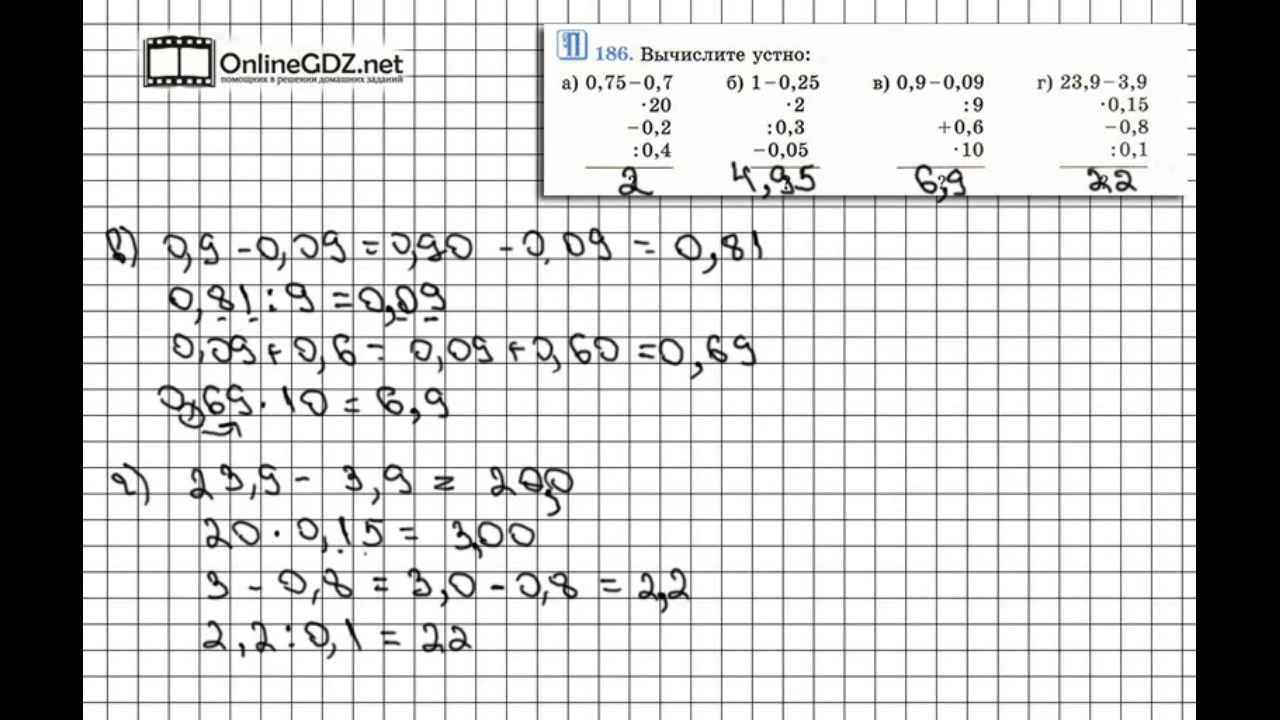 OnlineGDZ.net
помощник в решении домашних заданий
186. Вычислите устно:
а) 0,75−0,7
·20
−0,2
:0,4
2
б) 1−0,25
·2
:0,3
−0,05
4,95
в) 0,9−0,09
:9
+0,6
·10
6,9
г) 23,9−3,9
·0,15
−0,8
:0,1
22
в) 0,9 − 0,09 = 0,90 − 0,09 = 0,81
0,81 : 9 = 0,09
0,09 + 0,6 = 0,09 + 0,60 = 0,69
0,69 · 10 = 6,9
г) 23,9 − 3,9 = 20,0
20 · 0,15 = 3,00
3 − 0,8 = 3,0 − 0,8 = 2,2
2,2 : 0,1 = 22